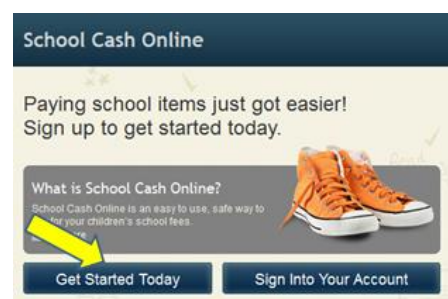 School Cash Online
Paying school items just got easier!
Sign up to get started today.
What is School Cash Online?
School Cash Online is an easy to use, safe way to
for your children's school fees.
Get Started Today
Sign Into Your Account